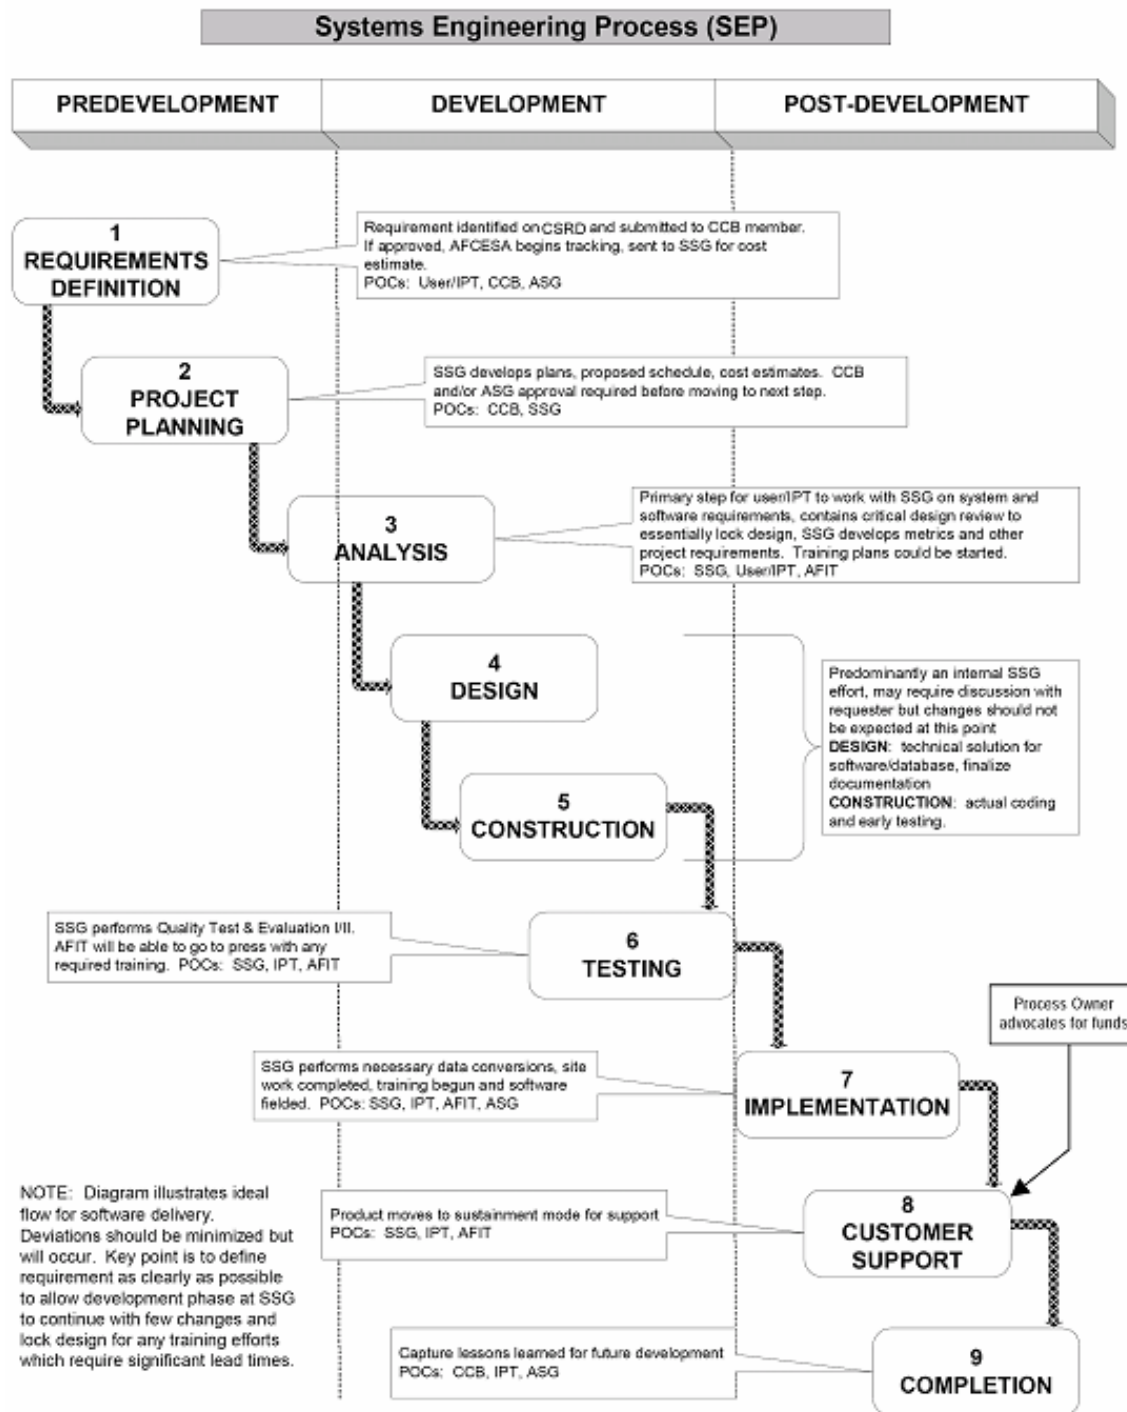 Systems Engineering Process (SEP)
PREDEVELOPMENT
DEVELOPMENT
POST-DEVELOPMENT
1
REQUIREMENTS
DEFINITION
Requirement identified on CSRD and submitted to CCB member.
If approved, AFCESA begins tracking, sent to SSG for cost
estimate.
POCs: User/IPT, CCB, ASG
2
PROJECT
PLANNING
SSG develops plans, proposed schedule, cost estimates. CCB
and/or ASG approval required before moving to next step.
POCs: CCB, SSG
3
ANALYSIS
Primary step for user/IPT to work with SSG on system and
software requirements, contains critical design review to
essentially lock design, SSG develops metrics and other
project requirements. Training plans could be started.
POCs: SSG, User/IPT, AFIT
4
DESIGN
Predominantly an internal SSG
effort, may require discussion with
requester but changes should not
be expected at this point
DESIGN: technical solution for
software/database, finalize
documentation
CONSTRUCTION: actual coding
and early testing.
5
CONSTRUCTION
SSG performs Quality Test & Evaluation I/II.
AFIT will be able to go to press with any
required training. POCs: SSG, IPT, AFIT
6
TESTING
Process Owner
advocates for funds
SSG performs necessary data conversions, site
work completed, training begun and software
fielded. POCs: SSG, IPT, AFIT, ASG
7
IMPLEMENTATION
NOTE: Diagram illustrates ideal
flow for software delivery.
Deviations should be minimized but
will occur. Key point is to define
requirement as clearly as possible
to allow development phase at SSG
to continue with few changes and
lock design for any training efforts
which require significant lead times.
Product moves to sustainment mode for support
POCs: SSG, IPT, AFIT
8
CUSTOMER
SUPPORT
Capture lessons learned for future development
POCs: CCB, IPT, ASG
9
COMPLETION